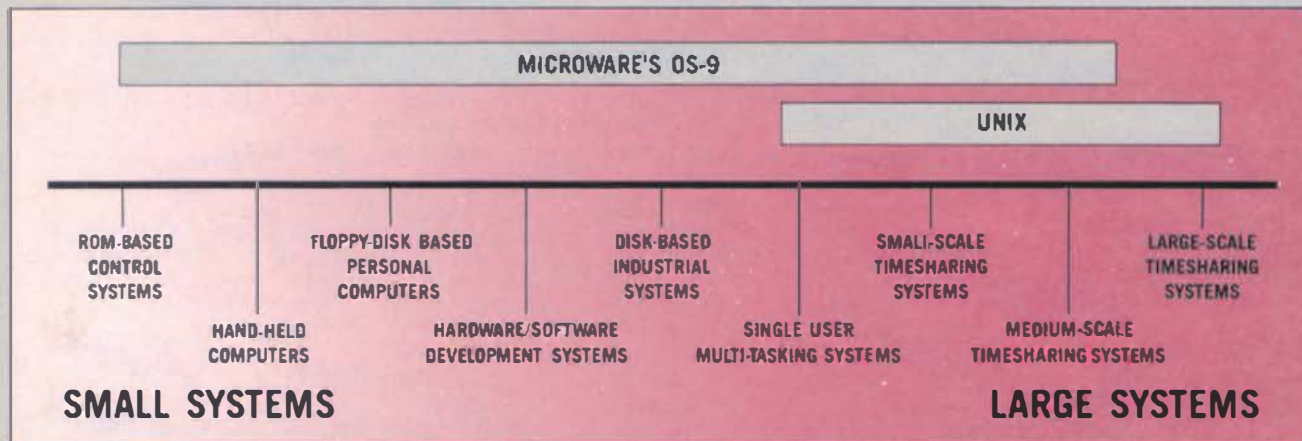 MICROWARE'S OS-9
UNIX
ROM-BASED
CONTROL
SYSTEMS
HAND-HELD
COMPUTERS
FLOPPY-DISK BASED
PERSONAL
COMPUTERS
HARDWARE/SOFTWARE
DEVELOPMENT SYSTEMS
DISK-BASED
INDUSTRIAL
SYSTEMS
SINGLE USER
MULTI-TASKING SYSTEMS
SMALL-SCALE
TIMESHARING
SYSTEMS
MEDIUM-SCALE
TIMESHARING SYSTEMS
LARGE-SCALE
TIMESHARING
SYSTEMS
SMALL SYSTEMS
LARGE SYSTEMS